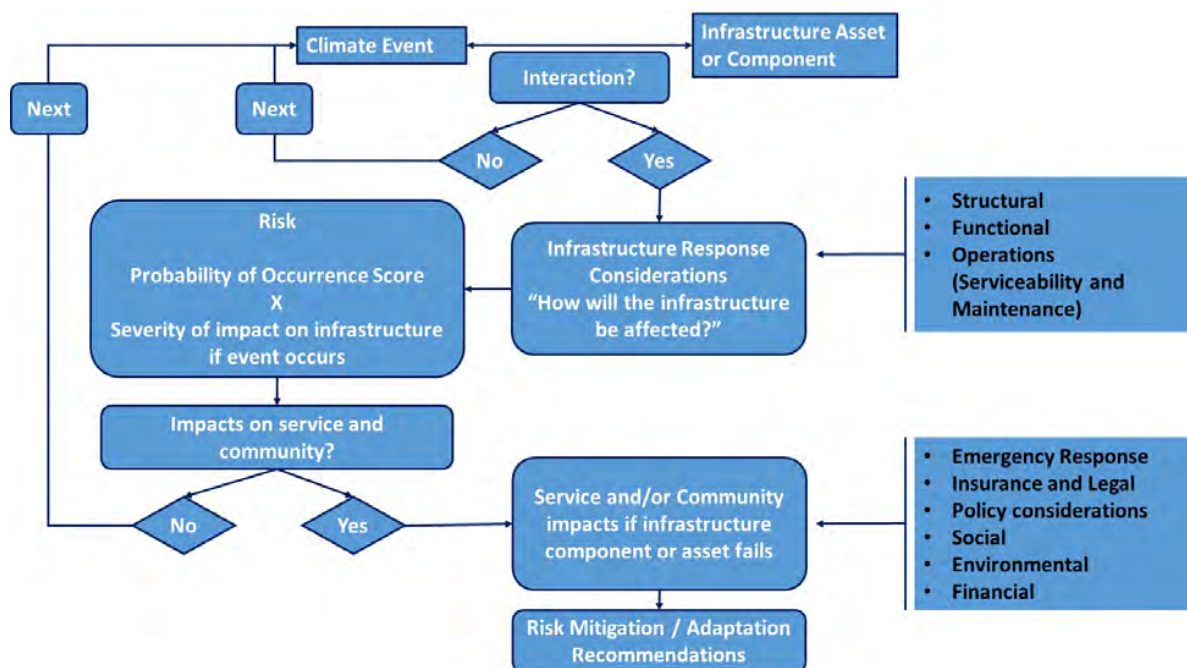 Climate Event
Infrastructure Asset
or Component
Interaction?
Next
Next
No
Yes
Risk
Probability of Occurrence Score
X
Severity of impact on infrastructure
if event occurs
Infrastructure Response
Considerations
“How will the infrastructure
be affected?”
• Structural
• Functional
• Operations
(Serviceability and
Maintenance)
Impacts on service and
community?
No
Yes
Service and/or Community
impacts if infrastructure
component or asset fails
• Emergency Response
• Insurance and Legal
• Policy considerations
• Social
• Environmental
• Financial
Risk Mitigation / Adaptation
Recommendations